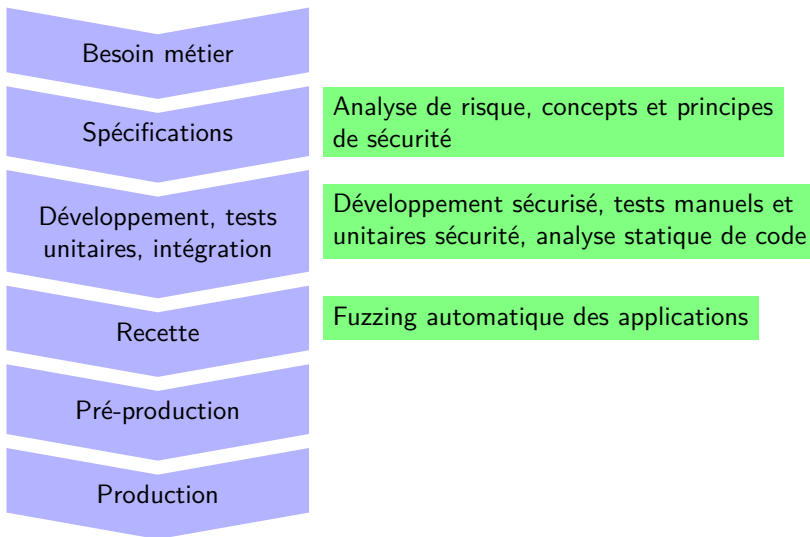 Besoin métier
Spécifications
Analyse de risque, concepts et principes
de sécurité
Développement, tests
unitaires, intégration
Développement sécurisé, tests manuels et
unitaires sécurité, analyse statique de code
Recette
Fuzzing automatique des applications
Pré-production
Production